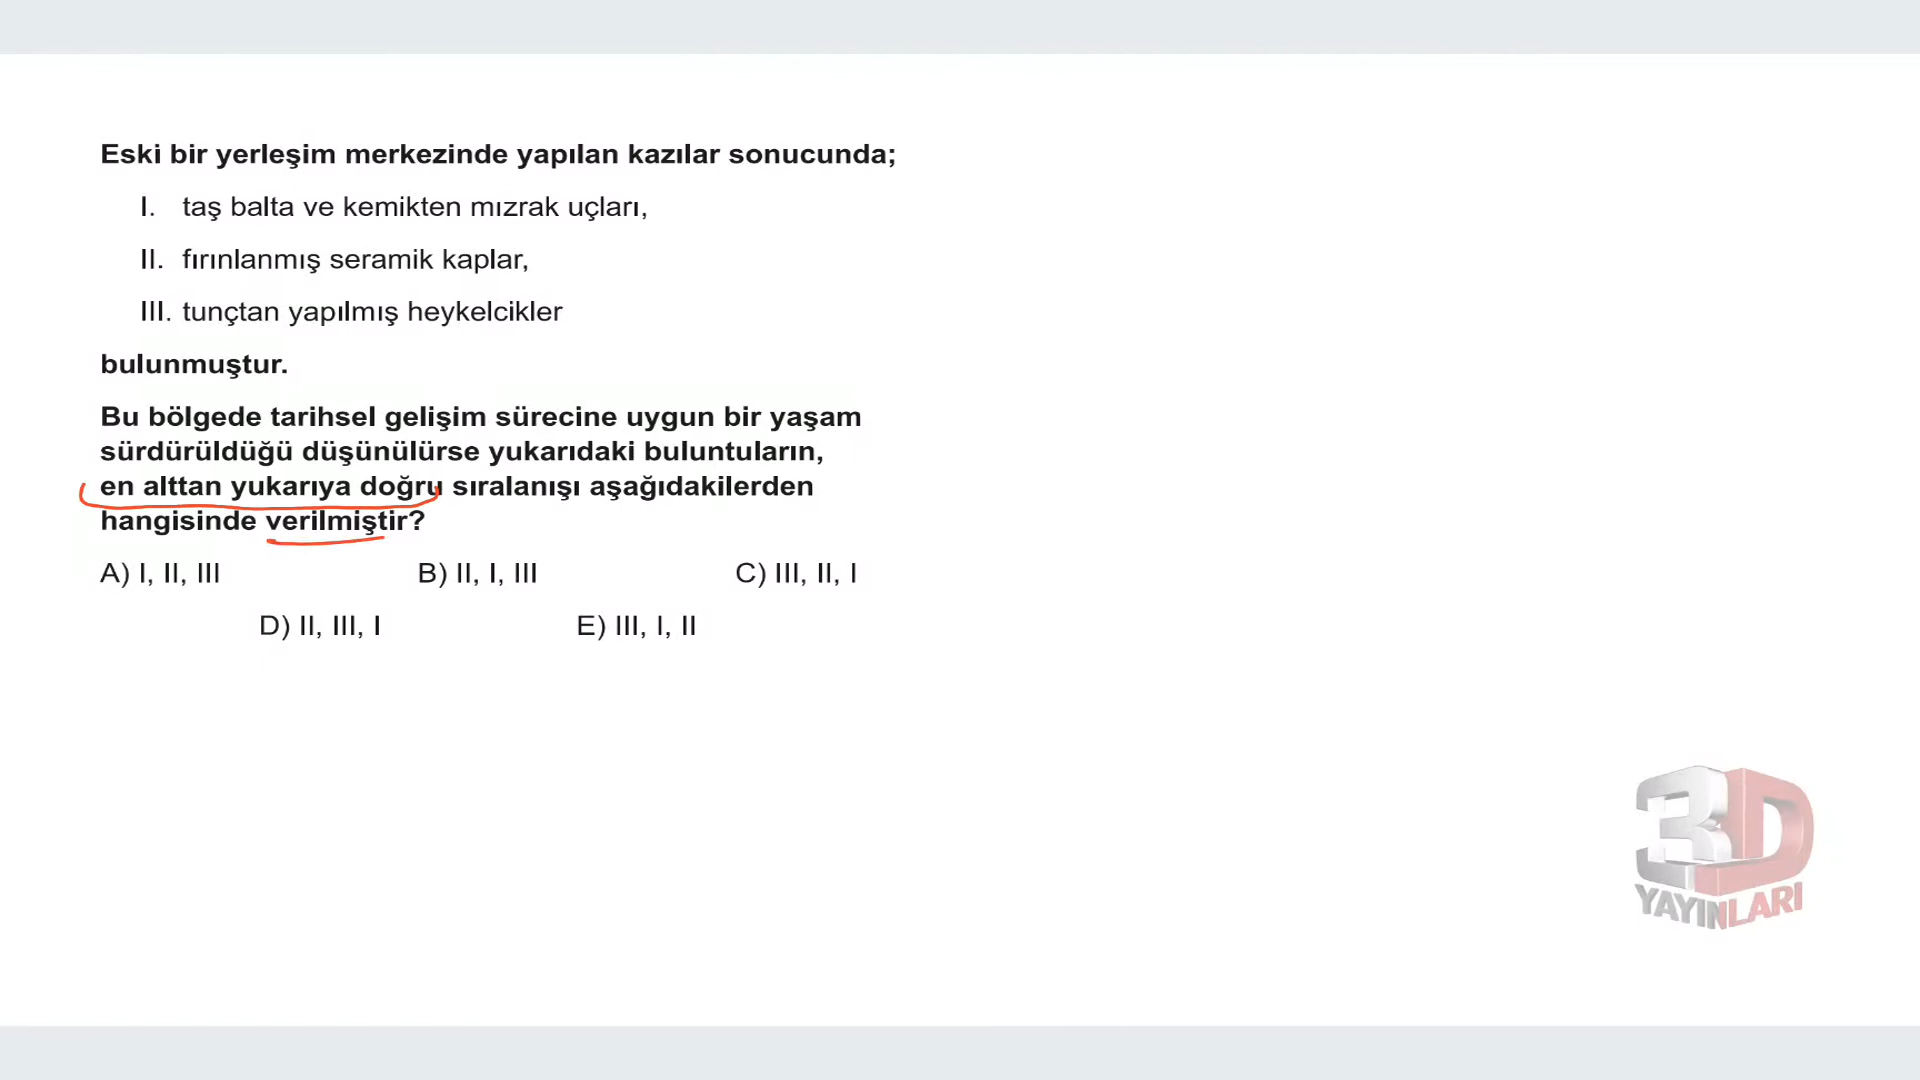 Eski bir yerleşim merkezinde yapılan kazılar sonucunda;
I. taş balta ve kemikten mızrak uçları,
II. fırınlanmış seramik kaplar,
III. tunçtan yapılmış heykelcikler
bulunmuştur.
Bu bölgede tarihsel gelişim sürecine uygun bir yaşam
sürdürüldüğü düşünülürse yukarıdaki buluntuların,
en alttan yukarıya doğru sıralanışı aşağıdakilerden
hangisinde verilmiştir?
A) I, II, III B) II, I, III C) III, II, I
D) II, III, I E) III, I, II
3D
YAYINLARI